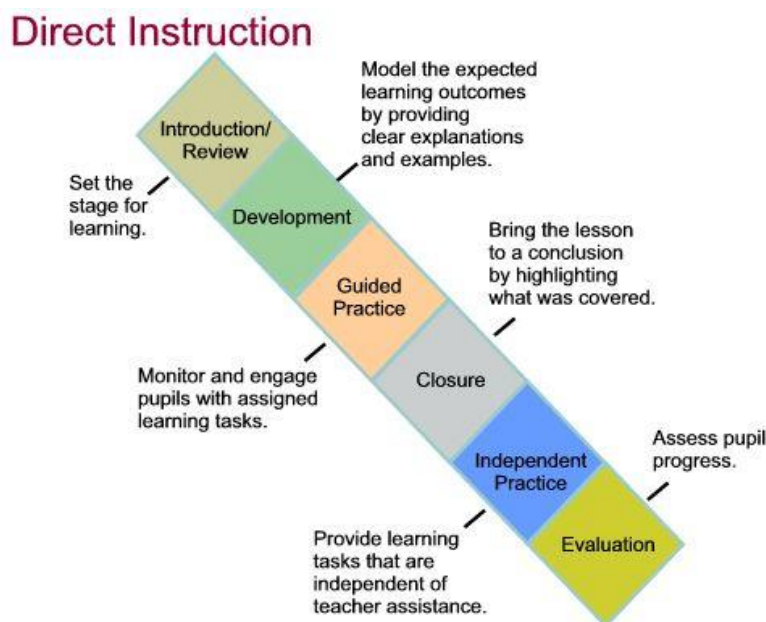 Direct Instruction
Introduction/
Review
Set the
stage for
learning.
Model the expected
learning outcomes
by providing
clear explanations
and examples.
Development
Guided
Practice
Monitor and engage
pupils with assigned
learning tasks.
Bring the lesson
to a conclusion
by highlighting
what was covered.
Closure
Independent
Practice
Provide learning
tasks that are
independent of
teacher assistance.
Assess pupil
progress.
Evaluation